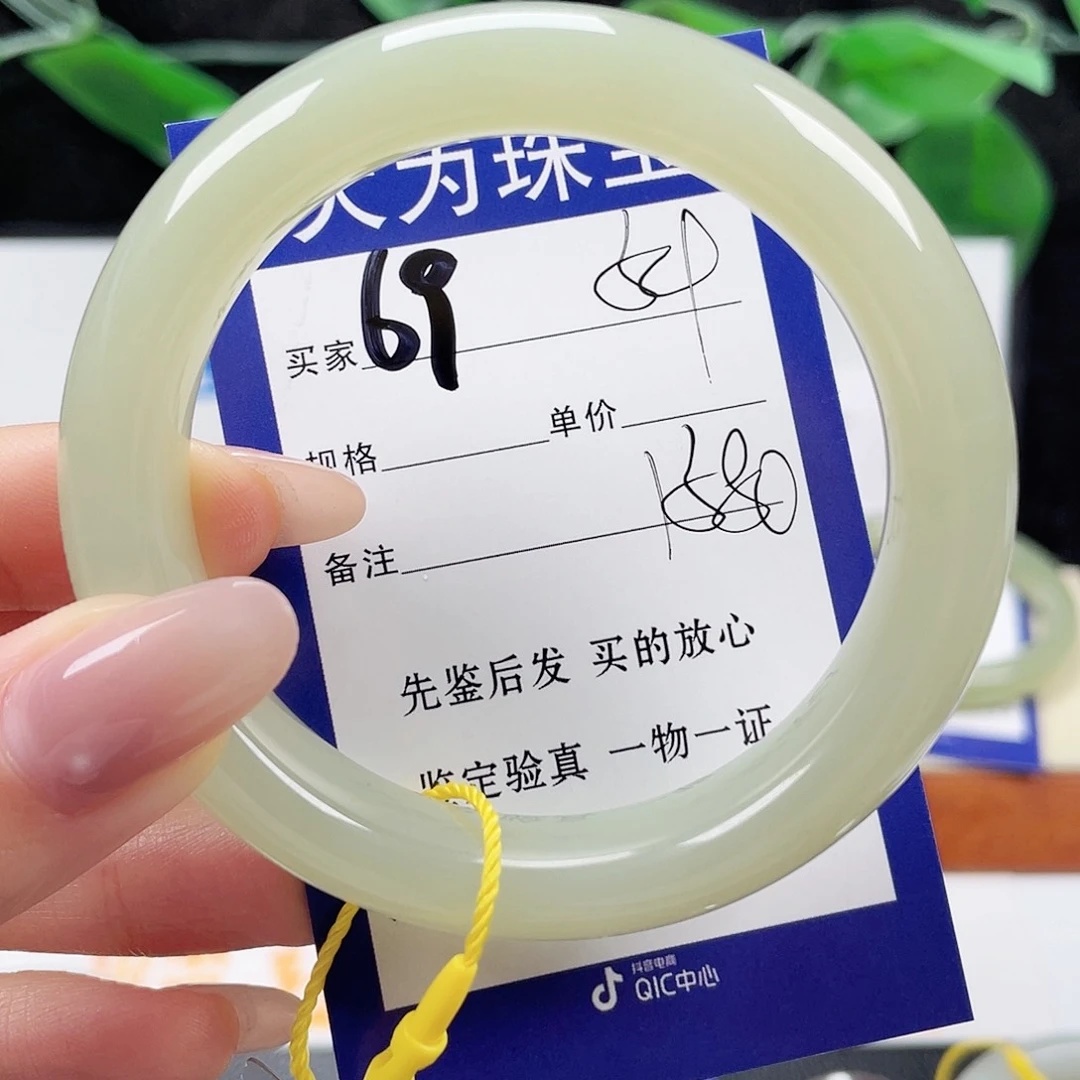 天为珠宝
买家 69
规格 单价
备注
先鉴后发 买的放心
鉴定验真 一物一证
抖音电商
QIC中心